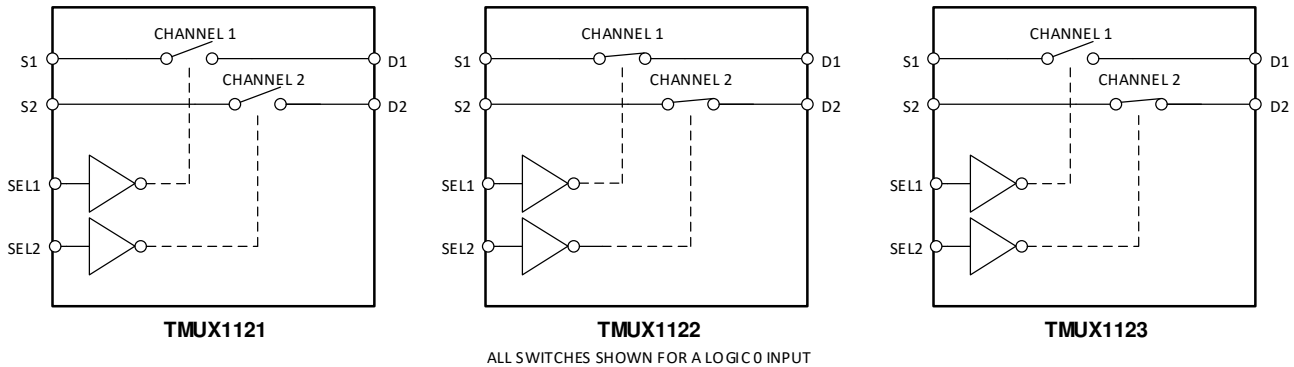 CHANNEL 1
S1
D1
CHANNEL 2
S2
D2
SEL1
SEL2
TMUX1121
CHANNEL 1
S1
D1
CHANNEL 2
S2
D2
SEL1
SEL2
TMUX1122
CHANNEL 1
S1
D1
CHANNEL 2
S2
D2
SEL1
SEL2
TMUX1123
ALL SWITCHES SHOWN FOR A LOGIC 0 INPUT